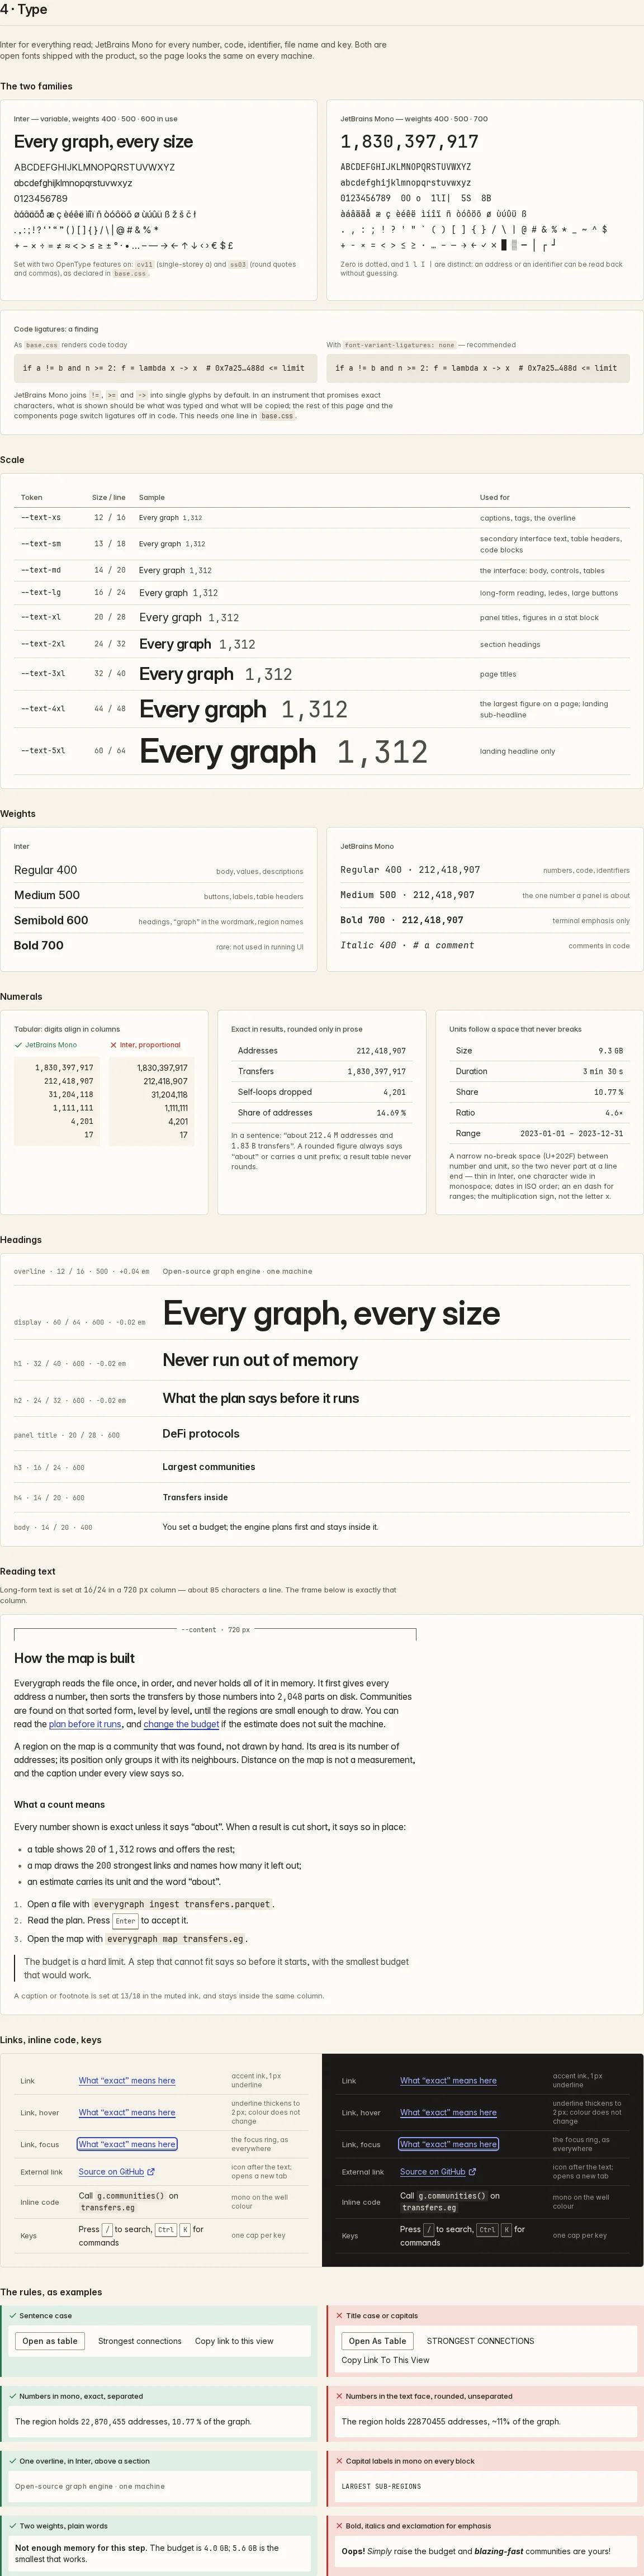 4 · Type
Inter for everything read; JetBrains Mono for every number, code, identifier, file name and key. Both are
open fonts shipped with the product, so the page looks the same on every machine.
The two families
Inter — variable, weights 400 · 500 · 600 in use
Every graph, every size
ABCDEFGHIJKLMNOPQRSTUVWXYZ
abcdefghijklmnopqrstuvwxyz
0123456789
+ − × ÷ = ≠ ≈ < > ≤ ≥ ± ° · • … – — → ← ↑ ↓ ‹ › € $ £
Set with two OpenType features on: cv11 (single-storey a) and ss03 (round quotes
and commas), as declared in base.css.
JetBrains Mono — weights 400 · 500 · 700
1,830,397,917
ABCDEFGHIJKLMNOPQRSTUVWXYZ
abcdefghijklmnopqrstuvwxyz
0123456789 0O o 1lI| 5S 8B
Zero is dotted, and 1 l I | are distinct: an address or an identifier can be read back
without guessing.
Code ligatures: a finding
As base.css renders code today
if a != b and n >= 2: f = lambda x -> x # 0x7a25…488d <= limit
With font-variant-ligatures: none — recommended
if a != b and n >= 2: f = lambda x -> x # 0x7a25…488d <= limit
JetBrains Mono joins !=, >= and -> into single glyphs by default. In an instrument that promises exact
characters, what is shown should be what was typed and what will be copied; the rest of this page and the
components page switch ligatures off in code. This needs one line in base.css.
Scale
Token Size / line Sample Used for
--text-xs 12 / 16 Every graph 1,312 captions, tags, the overline
--text-sm 13 / 18 Every graph 1,312 secondary interface text, table headers,
code blocks
--text-md 14 / 20 Every graph 1,312 the interface: body, controls, tables
--text-lg 16 / 24 Every graph 1,312 long-form reading, ledes, large buttons
--text-xl 20 / 28 Every graph 1,312 panel titles, figures in a stat block
--text-2xl 24 / 32 Every graph 1,312 section headings
--text-3xl 32 / 40 Every graph 1,312 page titles
--text-4xl 44 / 48 Every graph 1,312 the largest figure on a page; landing
sub-headline
--text-5xl 60 / 64 Every graph 1,312 landing headline only
Weights
Inter
Regular 400 body, values, descriptions
Medium 500 buttons, labels, table headers
Semibold 600 headings, "graph" in the wordmark, region names
Bold 700 rare: not used in running UI
JetBrains Mono
Regular 400 · 212,418,907 numbers, code, identifiers
Medium 500 · 212,418,907 the one number a panel is about
Bold 700 · 212,418,907 terminal emphasis only
Italic 400 · # a comment comments in code
Numerals
Tabular: digits align in columns
✓ JetBrains Mono
1,830,397,917
212,418,907
31,204,118
1,111,111
4,201
17
✕ Inter, proportional
1,830,397,917
212,418,907
31,204,118
1,111,111
4,201
17
Exact in results, rounded only in prose
Addresses 212,418,907
Transfers 1,830,397,917
Self-loops dropped 4,201
Share of addresses 14.69 %
In a sentence: "about 212.4 M addresses and
1.83 B transfers". A rounded figure always says
"about" or carries a unit prefix; a result table never
rounds.
Units follow a space that never breaks
Size 9.3 GB
Duration 3 min 30 s
Share 10.77 %
Ratio 4.6×
Range 2023-01-01 – 2023-12-31
A narrow no-break space (U+202F) between
number and unit, so the two never part at a line
end — thin in Inter, one character wide in
monospace; dates in ISO order; an en dash for
ranges; the multiplication sign, not the letter x.
Headings
overline · 12 / 16 · 500 · +0.04 em Open-source graph engine · one machine
display · 60 / 64 · 600 · -0.02 em Every graph, every size
h1 · 32 / 40 · 600 · -0.02 em Never run out of memory
h2 · 24 / 32 · 600 · -0.02 em What the plan says before it runs
panel title · 20 / 28 · 600 DeFi protocols
h3 · 16 / 24 · 600 Largest communities
h4 · 14 / 20 · 600 Transfers inside
body · 14 / 20 · 400 You set a budget; the engine plans first and stays inside it.
Reading text
Long-form text is set at 16/24 in a 720 px column — about 85 characters a line. The frame below is exactly that
column.
--content · 720 px
How the map is built
Everygraph reads the file once, in order, and never holds all of it in memory. It first gives every
address a number, then sorts the transfers by those numbers into 2,048 parts on disk. Communities
are found on that sorted form, level by level, until the regions are small enough to draw. You can
read the plan before it runs, and change the budget if the estimate does not suit the machine.
A region on the map is a community that was found, not drawn by hand. Its area is its number of
addresses; its position only groups it with its neighbours. Distance on the map is not a measurement,
and the caption under every view says so.
What a count means
Every number shown is exact unless it says “about”. When a result is cut short, it says so in place:
• a table shows 20 of 1,312 rows and offers the rest;
• a map draws the 200 strongest links and names how many it left out;
• an estimate carries its unit and the word “about”.
1. Open a file with everygraph ingest transfers.parquet.
2. Read the plan. Press Enter to accept it.
3. Open the map with everygraph map transfers.eg.
The budget is a hard limit. A step that cannot fit says so before it starts, with the smallest budget
that would work.
A caption or footnote is set at 13/18 in the muted ink, and stays inside the same column.
Links, inline code, keys
Link What “exact” means here accent ink, 1 px
underline
Link, hover What “exact” means here underline thickens to
2 px; colour does not
change
Link, focus What “exact” means here the focus ring, as
everywhere
External link Source on GitHub icon after the text;
opens a new tab
Inline code Call g.communities() on
transfers.eg mono on the well
colour
Keys Press / to search, Ctrl K for
commands one cap per key
Link What “exact” means here accent ink, 1 px
underline
Link, hover What “exact” means here underline thickens to
2 px; colour does not
change
Link, focus What “exact” means here the focus ring, as
everywhere
External link Source on GitHub icon after the text;
opens a new tab
Inline code Call g.communities() on
transfers.eg mono on the well
colour
Keys Press / to search, Ctrl K for
commands one cap per key
The rules, as examples
✓ Sentence case
Open as table Strongest connections Copy link to this view
✕ Title case or capitals
Open As Table STRONGEST CONNECTIONS
Copy Link To This View
✓ Numbers in mono, exact, separated
The region holds 22,870,455 addresses, 10.77 % of the graph.
✕ Numbers in the text face, rounded, unseparated
The region holds 22870455 addresses, ~11% of the graph.
✓ One overline, in Inter, above a section
Open-source graph engine · one machine
✕ Capital labels in mono on every block
LARGEST SUB-REGIONS
✓ Two weights, plain words
Not enough memory for this step. The budget is 4.0 GB; 5.6 GB is the
smallest that works.
✕ Bold, italics and exclamation for emphasis
Oops! Simply raise the budget and blazing-fast communities are yours!